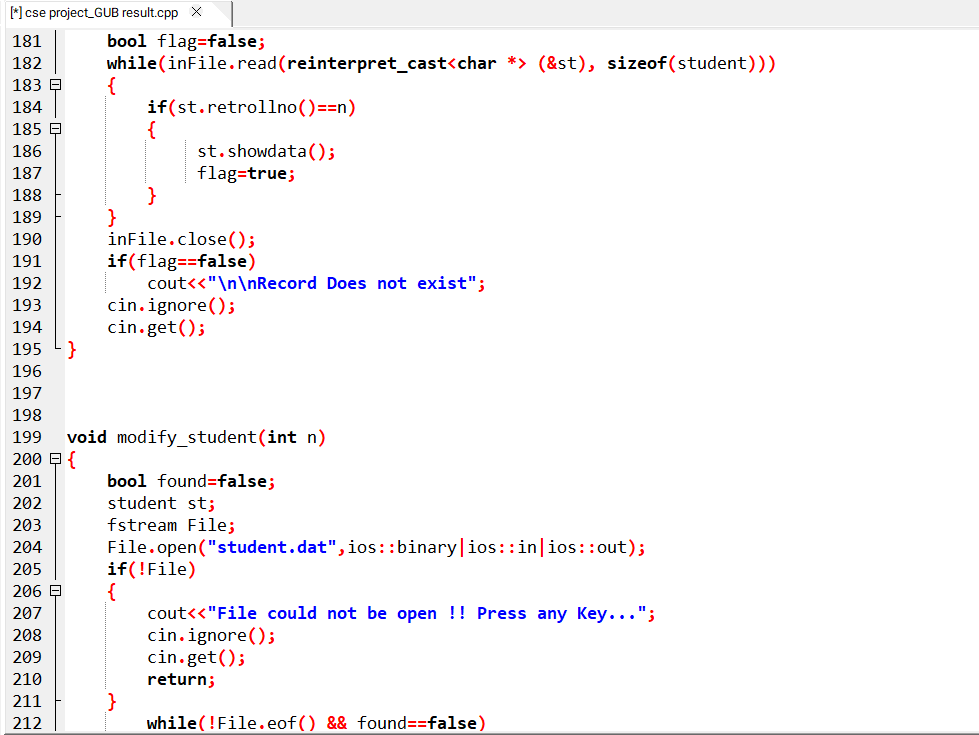 [*] cse project_GUB result.cpp ✕
181     bool flag=false;
182     while(inFile.read(reinterpret_cast<char *> (&st), sizeof(student)))
183     {
184         if(st.retrollno()==n)
185         {
186              st.showdata();
187              flag=true;
188         }
189     }
190     inFile.close();
191     if(flag==false)
192         cout<<"\n\nRecord Does not exist";
193     cin.ignore();
194     cin.get();
195 }
196
197
198
199 void modify_student(int n)
200 {
201     bool found=false;
202     student st;
203     fstream File;
204     File.open("student.dat",ios::binary|ios::in|ios::out);
205     if(!File)
206     {
207         cout<<"File could not be open !! Press any Key...";
208         cin.ignore();
209         cin.get();
210         return;
211     }
212         while(!File.eof() && found==false)